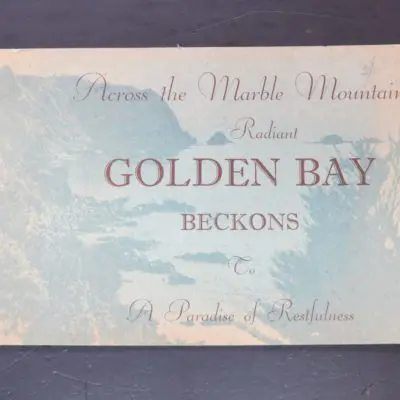 Across the Marble Mountain
Radiant
GOLDEN BAY
BECKONS
To
A Paradise of Restfulness